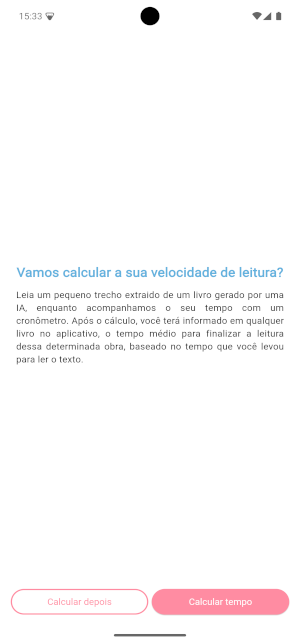 15:33
Vamos calcular a sua velocidade de leitura?
Leia um pequeno trecho extraido de um livro gerado por uma
IA, enquanto acompanhamos o seu tempo com um
cronômetro. Após o cálculo, você terá informado em qualquer
livro no aplicativo, o tempo médio para finalizar a leitura
dessa determinada obra, baseado no tempo que você levou
para ler o texto.
Calcular depois
Calcular tempo